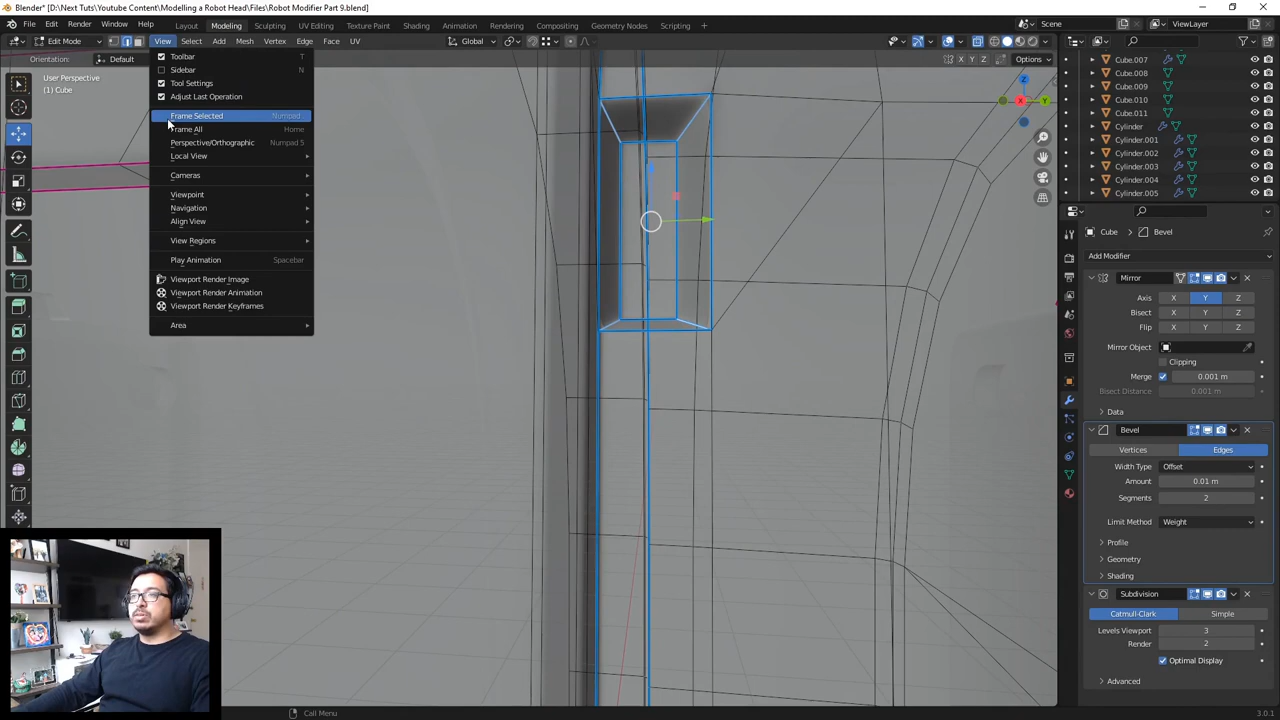 Blender* [D:\Next Tuts\Youtube Content\Modelling a Robot Head\Files\Robot Modifier Part 9.blend]
File Edit Render Window Help Layout Modeling Sculpting UV Editing Texture Paint Shading Animation Rendering Compositing Geometry Nodes Scripting Scene ViewLayer
Edit Mode View Select Add Mesh Vertex Edge Face UV Global
Orientation: Default X Y Z Options
User Perspective
(1) Cube
Toolbar T
Sidebar N
Tool Settings
Adjust Last Operation
Frame Selected Numpad .
Frame All Home
Perspective/Orthographic Numpad 5
Local View
Cameras
Viewpoint
Navigation
Align View
View Regions
Play Animation Spacebar
Viewport Render Image
Viewport Render Animation
Viewport Render Keyframes
Area
Z
X Y
Cube.007
Cube.008
Cube.009
Cube.010
Cube.011
Cylinder
Cylinder.001
Cylinder.002
Cylinder.003
Cylinder.004
Cylinder.005
Cube Bevel
Add Modifier
Mirror
Axis X Y Z
Bisect X Y Z
Flip X Y Z
Mirror Object
Clipping
Merge 0.001 m
Bisect Distance 0.001 m
Data
Bevel
Vertices Edges
Width Type Offset
Amount 0.01 m
Segments 2
Limit Method Weight
Profile
Geometry
Shading
Subdivision
Catmull-Clark Simple
Levels Viewport 3
Render 2
Optimal Display
Advanced
Call Menu
3.0.1